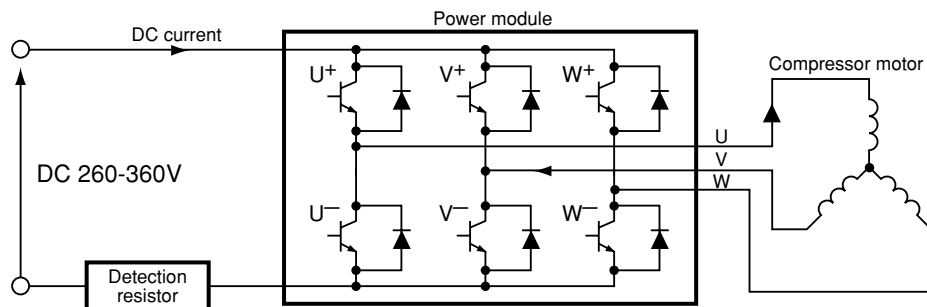 Power module
DC current
U+
V+
W+
Compressor motor
U
V
W
DC 260-360V
U—
V—
W—
Detection
resistor